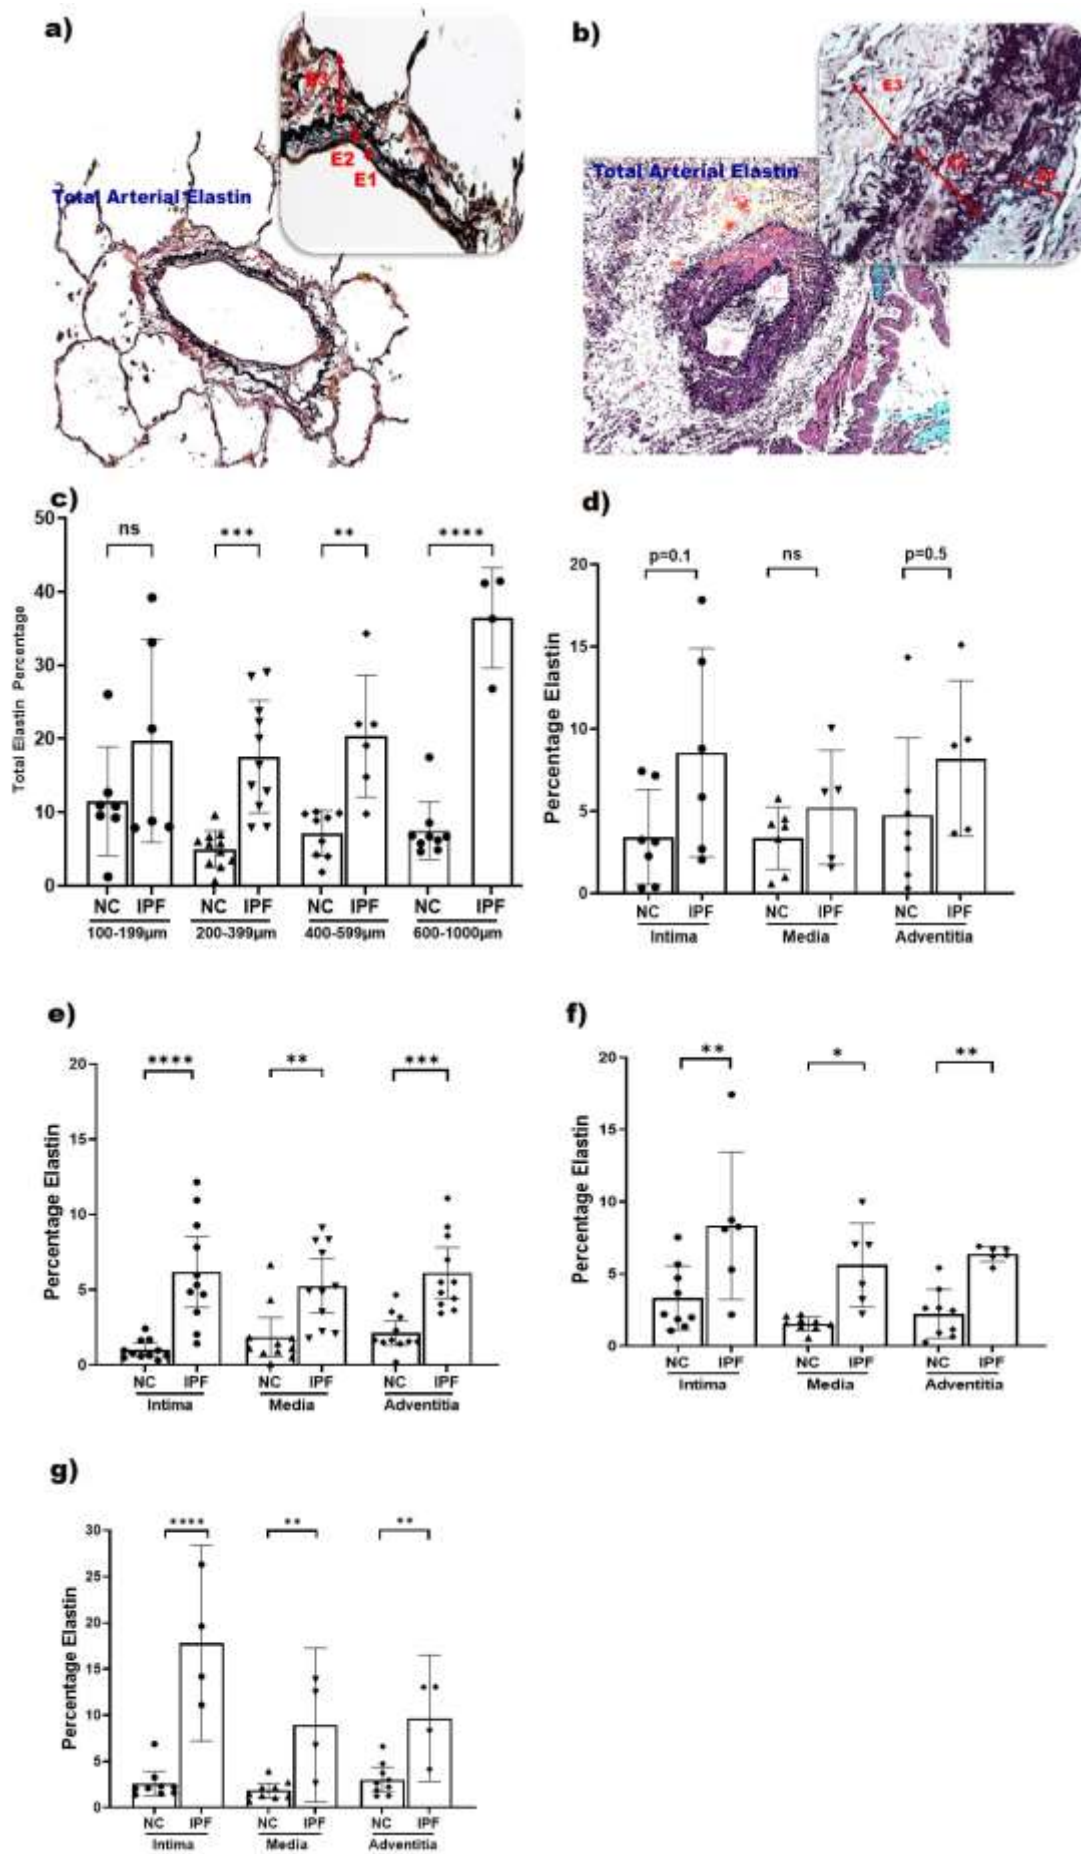 a)
E3
E2
E1
Total Arterial Elastin
b)
E3
Total Arterial Elastin
c)
Total Elastin Percentage
50
40
30
20
10
0
ns
***
**
****
NC IPF NC IPF NC IPF NC IPF
100-199µm 200-399µm 400-599µm 600-1000µm
d)
Percentage Elastin
20
15
10
5
0
p=0.1
ns
p=0.5
NC IPF NC IPF NC IPF
Intima Media Adventitia
e)
Percentage Elastin
20
15
10
5
0
****
**
***
NC IPF NC IPF NC IPF
Intima Media Adventitia
f)
Percentage Elastin
20
15
10
5
0
**
*
**
NC IPF NC IPF NC IPF
Intima Media Adventitia
g)
Percentage Elastin
30
25
20
15
10
5
0
****
**
**
NC IPF NC IPF NC IPF
Intima Media Adventitia